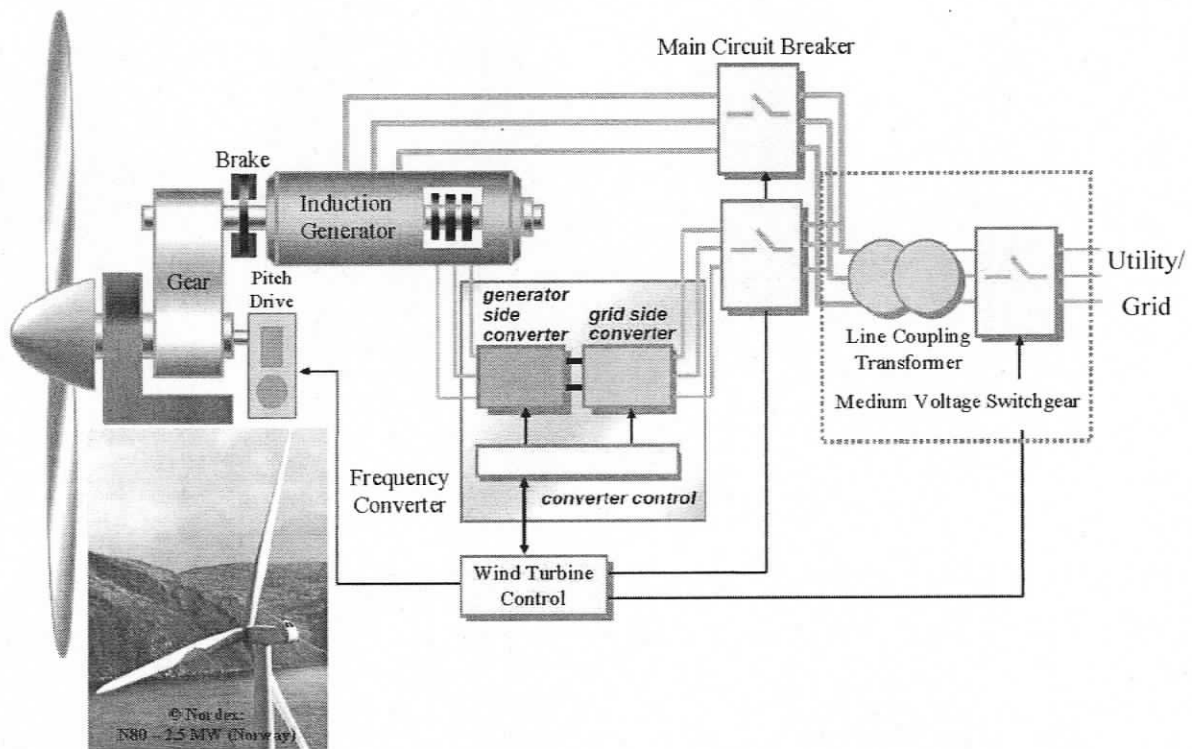 Main Circuit Breaker
Brake
Induction
Generator
Gear
Pitch
Drive
generator
side
converter
grid side
converter
Utility/
Grid
Line Coupling
Transformer
Medium Voltage Switchgear
Frequency
Converter
converter control
Wind Turbine
Control
© Nordex:
N80 – 2.5 MW (Norway)